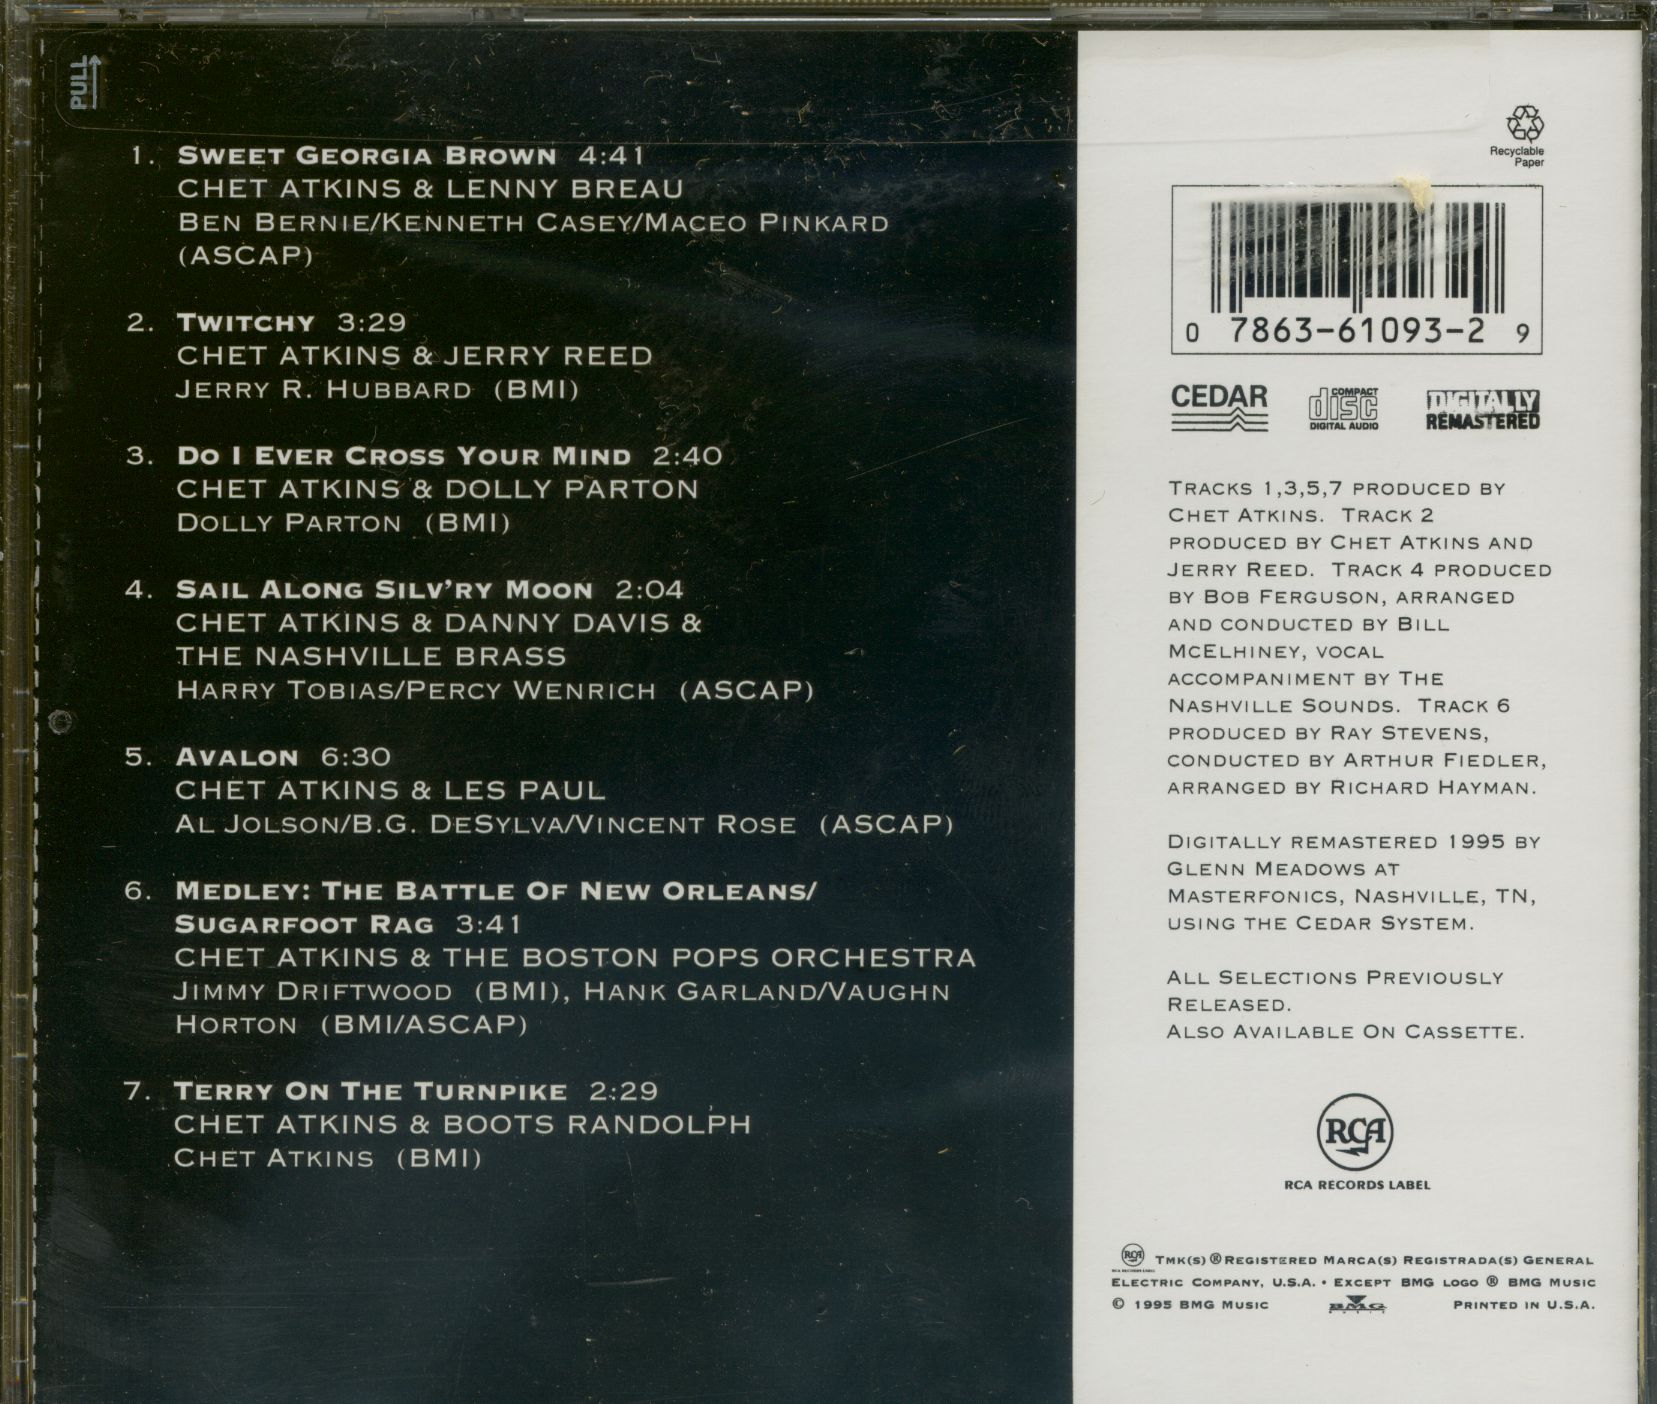 PULL
1. SWEET GEORGIA BROWN 4:41
CHET ATKINS & LENNY BREAU
BEN BERNIE/KENNETH CASEY/MACEO PINKARD
(ASCAP)
2. TWITCHY 3:29
CHET ATKINS & JERRY REED
JERRY R. HUBBARD (BMI)
3. DO I EVER CROSS YOUR MIND 2:40
CHET ATKINS & DOLLY PARTON
DOLLY PARTON (BMI)
4. SAIL ALONG SILV'RY MOON 2:04
CHET ATKINS & DANNY DAVIS &
THE NASHVILLE BRASS
HARRY TOBIAS/PERCY WENRICH (ASCAP)
5. AVALON 6:30
CHET ATKINS & LES PAUL
AL JOLSON/B.G. DESYLVA/VINCENT ROSE (ASCAP)
6. MEDLEY: THE BATTLE OF NEW ORLEANS/
SUGARFOOT RAG 3:41
CHET ATKINS & THE BOSTON POPS ORCHESTRA
JIMMY DRIFTWOOD (BMI), HANK GARLAND/VAUGHN
HORTON (BMI/ASCAP)
7. TERRY ON THE TURNPIKE 2:29
CHET ATKINS & BOOTS RANDOLPH
CHET ATKINS (BMI)
Recyclable
Paper
0 7863-61093-2 9
CEDAR
COMPACT
disc
DIGITAL AUDIO
DIGITALLY
REMASTERED
TRACKS 1,3,5,7 PRODUCED BY
CHET ATKINS. TRACK 2
PRODUCED BY CHET ATKINS AND
JERRY REED. TRACK 4 PRODUCED
BY BOB FERGUSON, ARRANGED
AND CONDUCTED BY BILL
MCELHINEY, VOCAL
ACCOMPANIMENT BY THE
NASHVILLE SOUNDS. TRACK 6
PRODUCED BY RAY STEVENS,
CONDUCTED BY ARTHUR FIEDLER,
ARRANGED BY RICHARD HAYMAN.
DIGITALLY REMASTERED 1995 BY
GLENN MEADOWS AT
MASTERFONICS, NASHVILLE, TN,
USING THE CEDAR SYSTEM.
ALL SELECTIONS PREVIOUSLY
RELEASED.
ALSO AVAILABLE ON CASSETTE.
RCA
RCA RECORDS LABEL
RCA
RCA RECORDS LABEL
TMK(S) ® REGISTERED MARCA(S) REGISTRADA(S) GENERAL
ELECTRIC COMPANY, U.S.A. • EXCEPT BMG LOGO ® BMG MUSIC
© 1995 BMG MUSIC
BMG
MUSIC
PRINTED IN U.S.A.